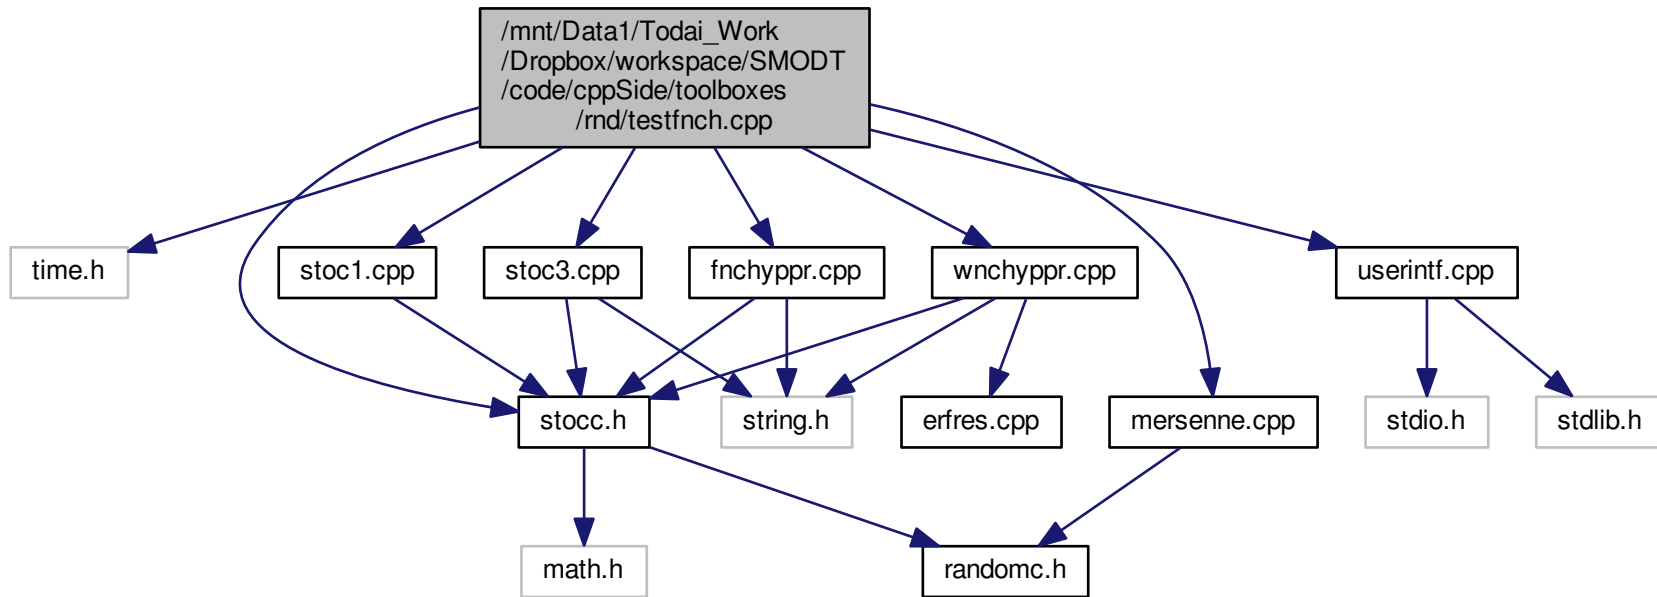 /mnt/Data1/Todai_Work
/Dropbox/workspace/SMODT
/code/cppSide/toolboxes
/rnd/testfnch.cpp
time.h
stoc1.cpp
stoc3.cpp
fnchyppr.cpp
wnchyppr.cpp
userintf.cpp
stocc.h
string.h
erfres.cpp
mersenne.cpp
stdio.h
stdlib.h
math.h
randomc.h